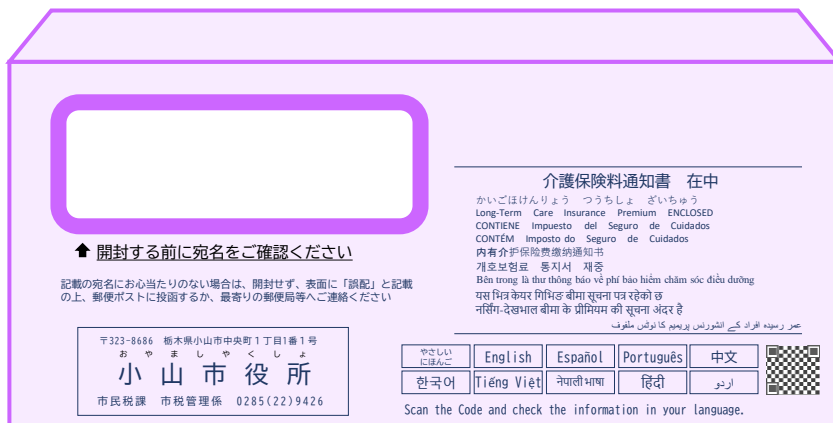 介護保険料通知書　在中
かいごほけんりょう　つうちしょ　ざいちゅう
Long-Term Care Insurance Premium ENCLOSED
CONTIENE Impuesto del Seguro de Cuidados
CONTÉM Imposto do Seguro de Cuidados
内有介护保险费缴纳通知书
개호보험료　통지서　재중
Bên trong là thư thông báo về phí bảo hiểm chăm sóc điều dưỡng
यस भित्र केयर गिभिङ बीमा सूचना पत्र रहेको छ
नर्सिंग-देखभाल बीमा के प्रीमियम की सूचना अंदर है
عمر رسیدہ افراد کے انشورنس پریمیم کا نوٹس ملفوف
⬆ 開封する前に宛名をご確認ください
記載の宛名にお心当たりのない場合は、開封せず、表面に「誤配」と記載
の上、郵便ポストに投函するか、最寄りの郵便局等へご連絡ください
〒323-8686　栃木県小山市中央町１丁目1番１号
おやましやくしょ
小山市役所
市民税課　市税管理係　0285(22)9426
やさしい
にほんご
English
Español
Português
中文
한국어
Tiếng Việt
नेपाली भाषा
हिंदी
اردو
Scan the Code and check the information in your language.